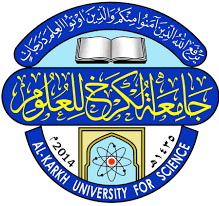 يرفع الله الذين آمنوا منكم والذين أوتوا العلم درجات
جامعة الكرخ للعلوم
2014م
١٤٣٥هـ
AL-KARKH UNIVERSITY FOR SCIENCE